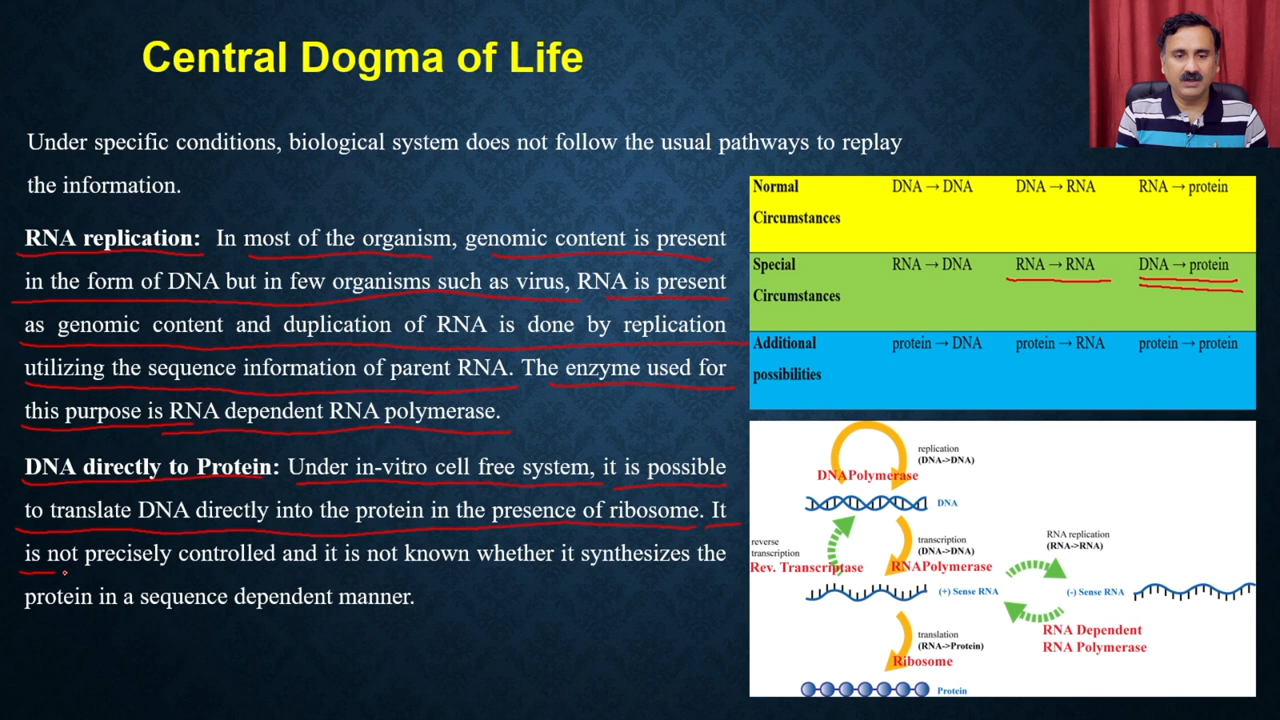 Central Dogma of Life
Under specific conditions, biological system does not follow the usual pathways to replay
the information.
RNA replication: In most of the organism, genomic content is present
in the form of DNA but in few organisms such as virus, RNA is present
as genomic content and duplication of RNA is done by replication
utilizing the sequence information of parent RNA. The enzyme used for
this purpose is RNA dependent RNA polymerase.
DNA directly to Protein: Under in-vitro cell free system, it is possible
to translate DNA directly into the protein in the presence of ribosome. It
is not precisely controlled and it is not known whether it synthesizes the
protein in a sequence dependent manner.
Normal DNA → DNA DNA → RNA RNA → protein
Circumstances
Special RNA → DNA RNA → RNA DNA → protein
Circumstances
Additional protein → DNA protein → RNA protein → protein
possibilities
replication
(DNA->DNA)
DNAPolymerase
DNA
reverse
transcription
Rev. Transcriptase
transcription
(DNA->DNA)
RNAPolymerase
RNA replication
(RNA->RNA)
(+) Sense RNA
(-) Sense RNA
RNA Dependent
RNA Polymerase
translation
(RNA->Protein)
Ribosome
Protein